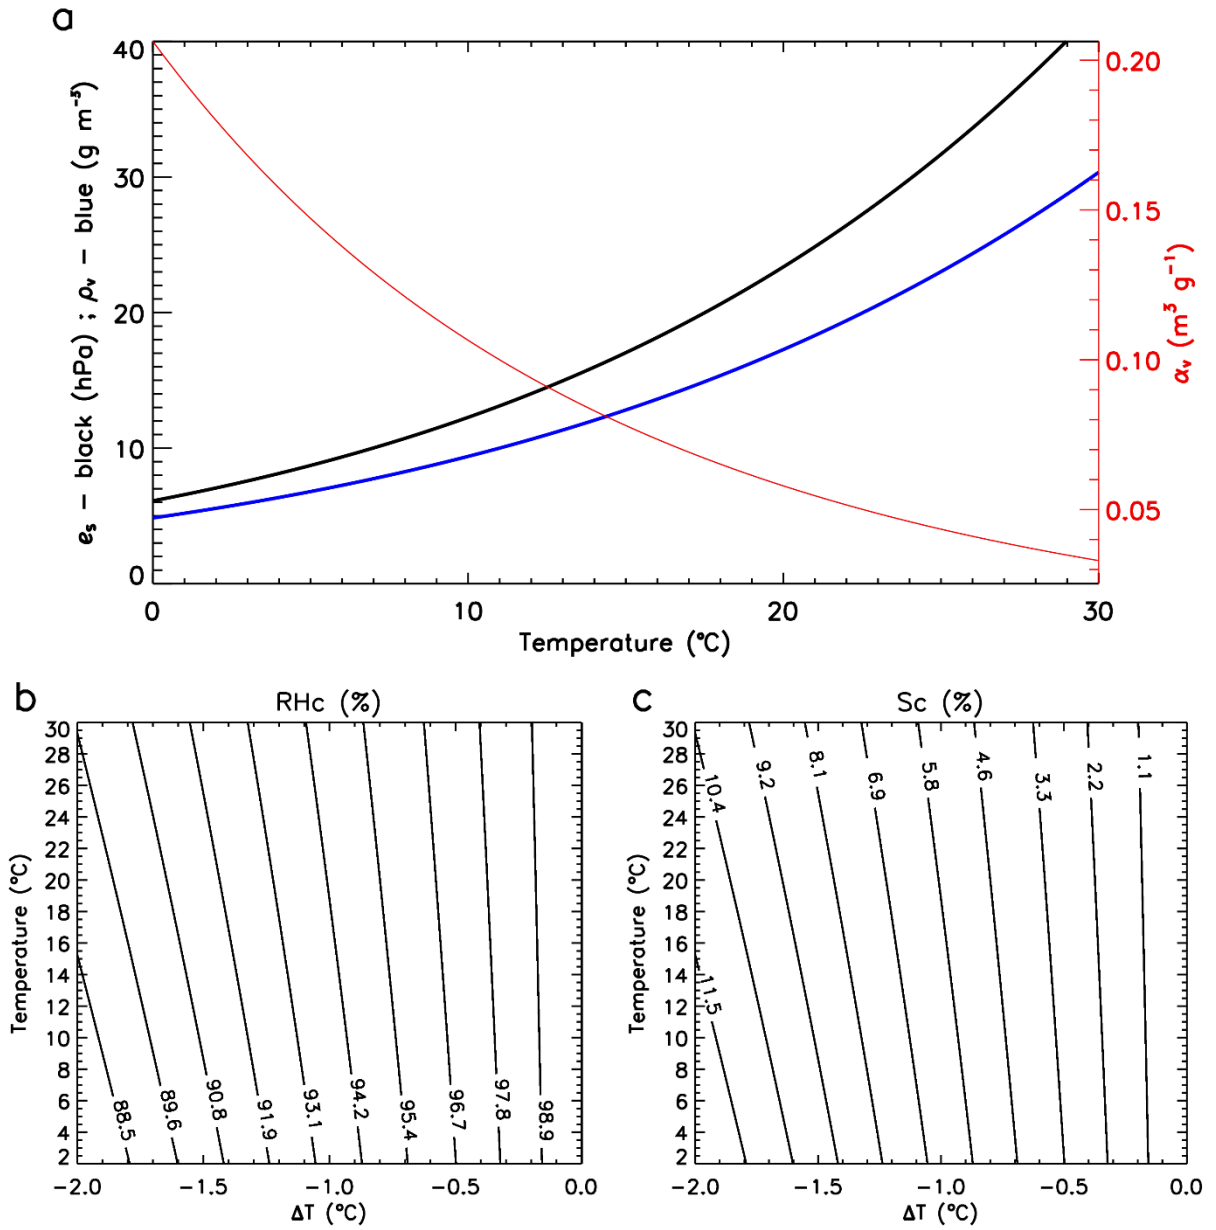 a
40
30
20
10
0
e_s − black (hPa) ; ρ_v − blue (g m⁻³)
0.20
0.15
0.10
0.05
α_v (m³ g⁻¹)
0 10 20 30
Temperature (°C)
b
RHc (%)
30
28
26
24
22
20
18
16
14
12
10
8
6
4
2
Temperature (°C)
88.5 89.6 90.8 91.9 93.1 94.2 95.4 96.7 97.8 98.9
−2.0 −1.5 −1.0 −0.5 0.0
ΔT (°C)
c
Sc (%)
30
28
26
24
22
20
18
16
14
12
10
8
6
4
2
Temperature (°C)
11.5 10.4 9.2 8.1 6.9 5.8 4.6 3.3 2.2 1.1
−2.0 −1.5 −1.0 −0.5 0.0
ΔT (°C)